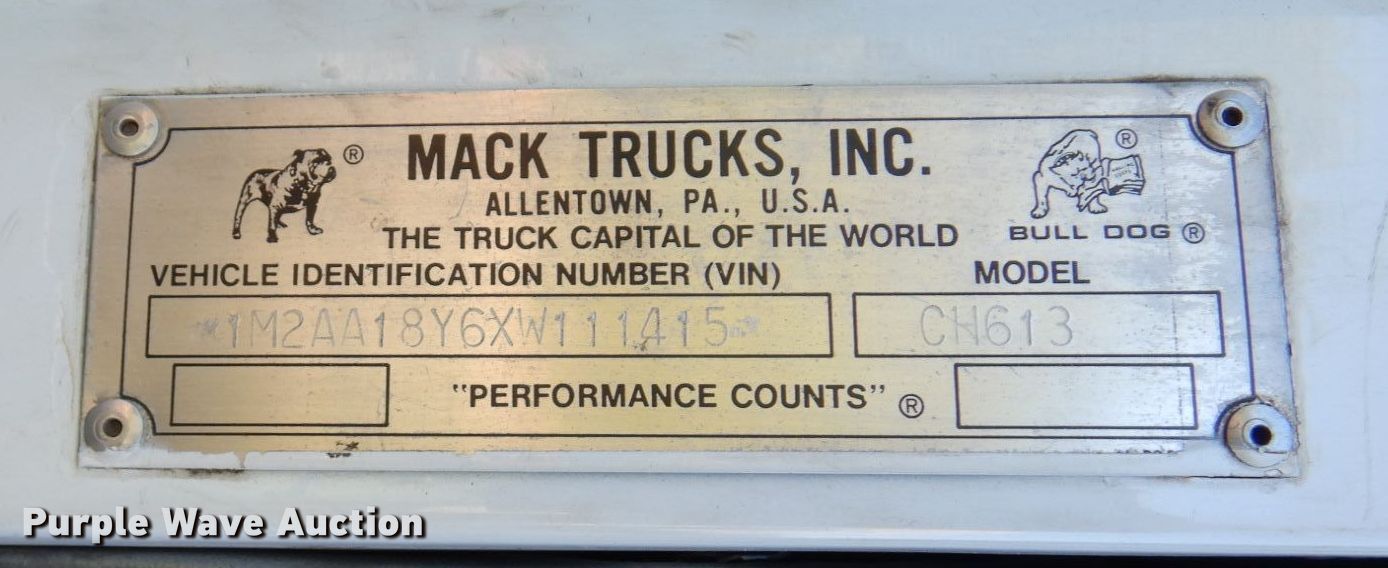 MACK TRUCKS, INC.
ALLENTOWN, PA., U.S.A.
THE TRUCK CAPITAL OF THE WORLD
BULL DOG ®
VEHICLE IDENTIFICATION NUMBER (VIN)
MODEL
*1M2AA18Y6XW111415*
CH613
"PERFORMANCE COUNTS" ®
Purple Wave Auction